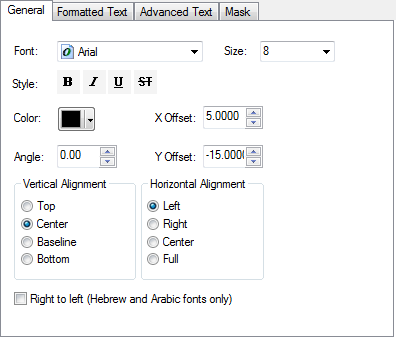 General Formatted Text Advanced Text Mask
Font: Arial Size: 8
Style: B I U ST
Color: X Offset: 5.0000
Angle: 0.00 Y Offset: -15.000
Vertical Alignment Horizontal Alignment
Top Left
Center Right
Baseline Center
Bottom Full
Right to left (Hebrew and Arabic fonts only)